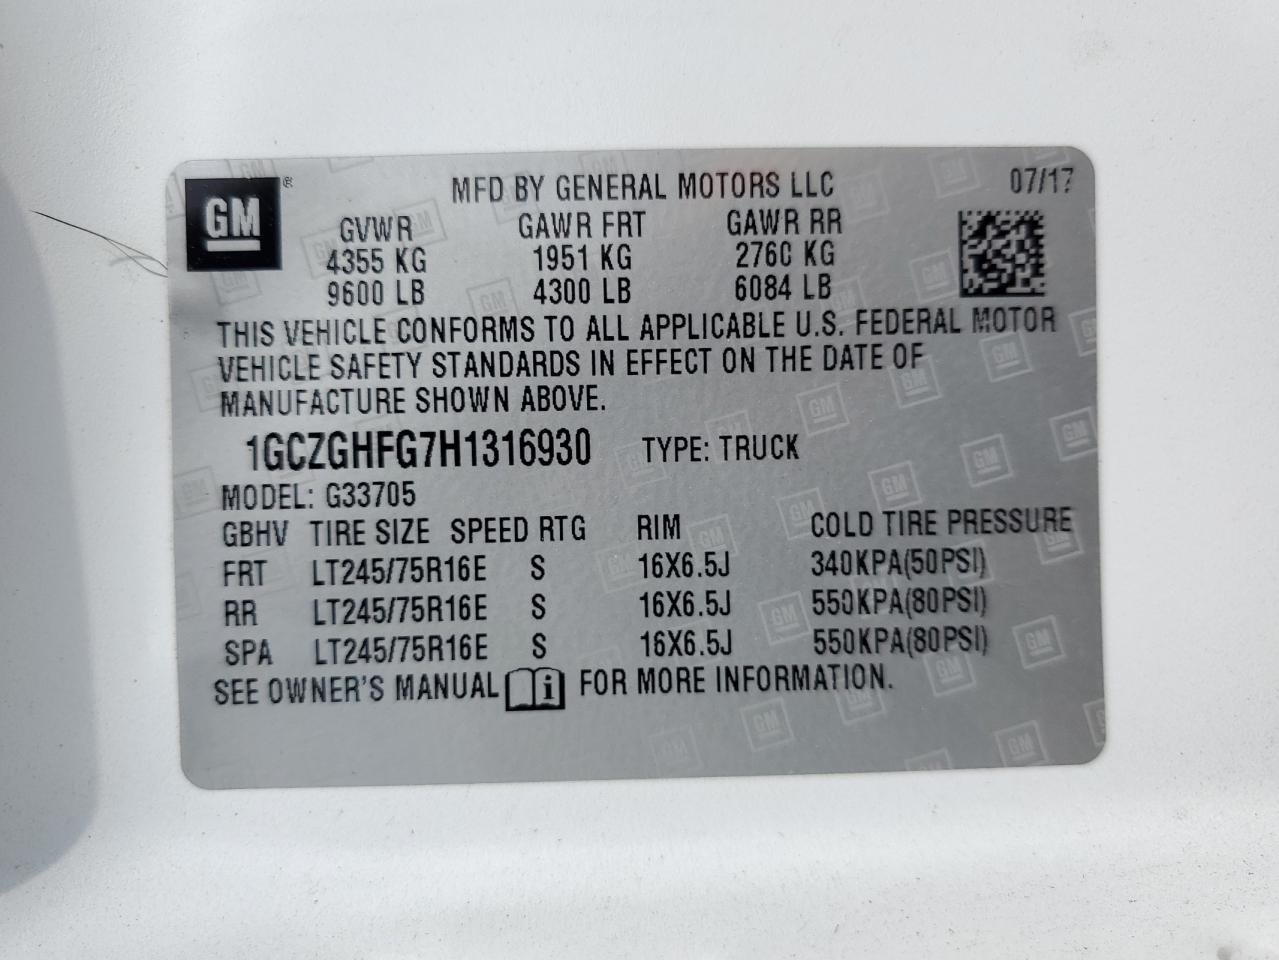 GM ® MFD BY GENERAL MOTORS LLC 07/17
GVWR GAWR FRT GAWR RR
4355 KG 1951 KG 2760 KG
9600 LB 4300 LB 6084 LB
THIS VEHICLE CONFORMS TO ALL APPLICABLE U.S. FEDERAL MOTOR
VEHICLE SAFETY STANDARDS IN EFFECT ON THE DATE OF
MANUFACTURE SHOWN ABOVE.
1GCZGHFG7H1316930 TYPE: TRUCK
MODEL: G33705
GBHV TIRE SIZE SPEED RTG RIM COLD TIRE PRESSURE
FRT LT245/75R16E S 16X6.5J 340KPA(50PSI)
RR LT245/75R16E S 16X6.5J 550KPA(80PSI)
SPA LT245/75R16E S 16X6.5J 550KPA(80PSI)
SEE OWNER'S MANUAL i FOR MORE INFORMATION.